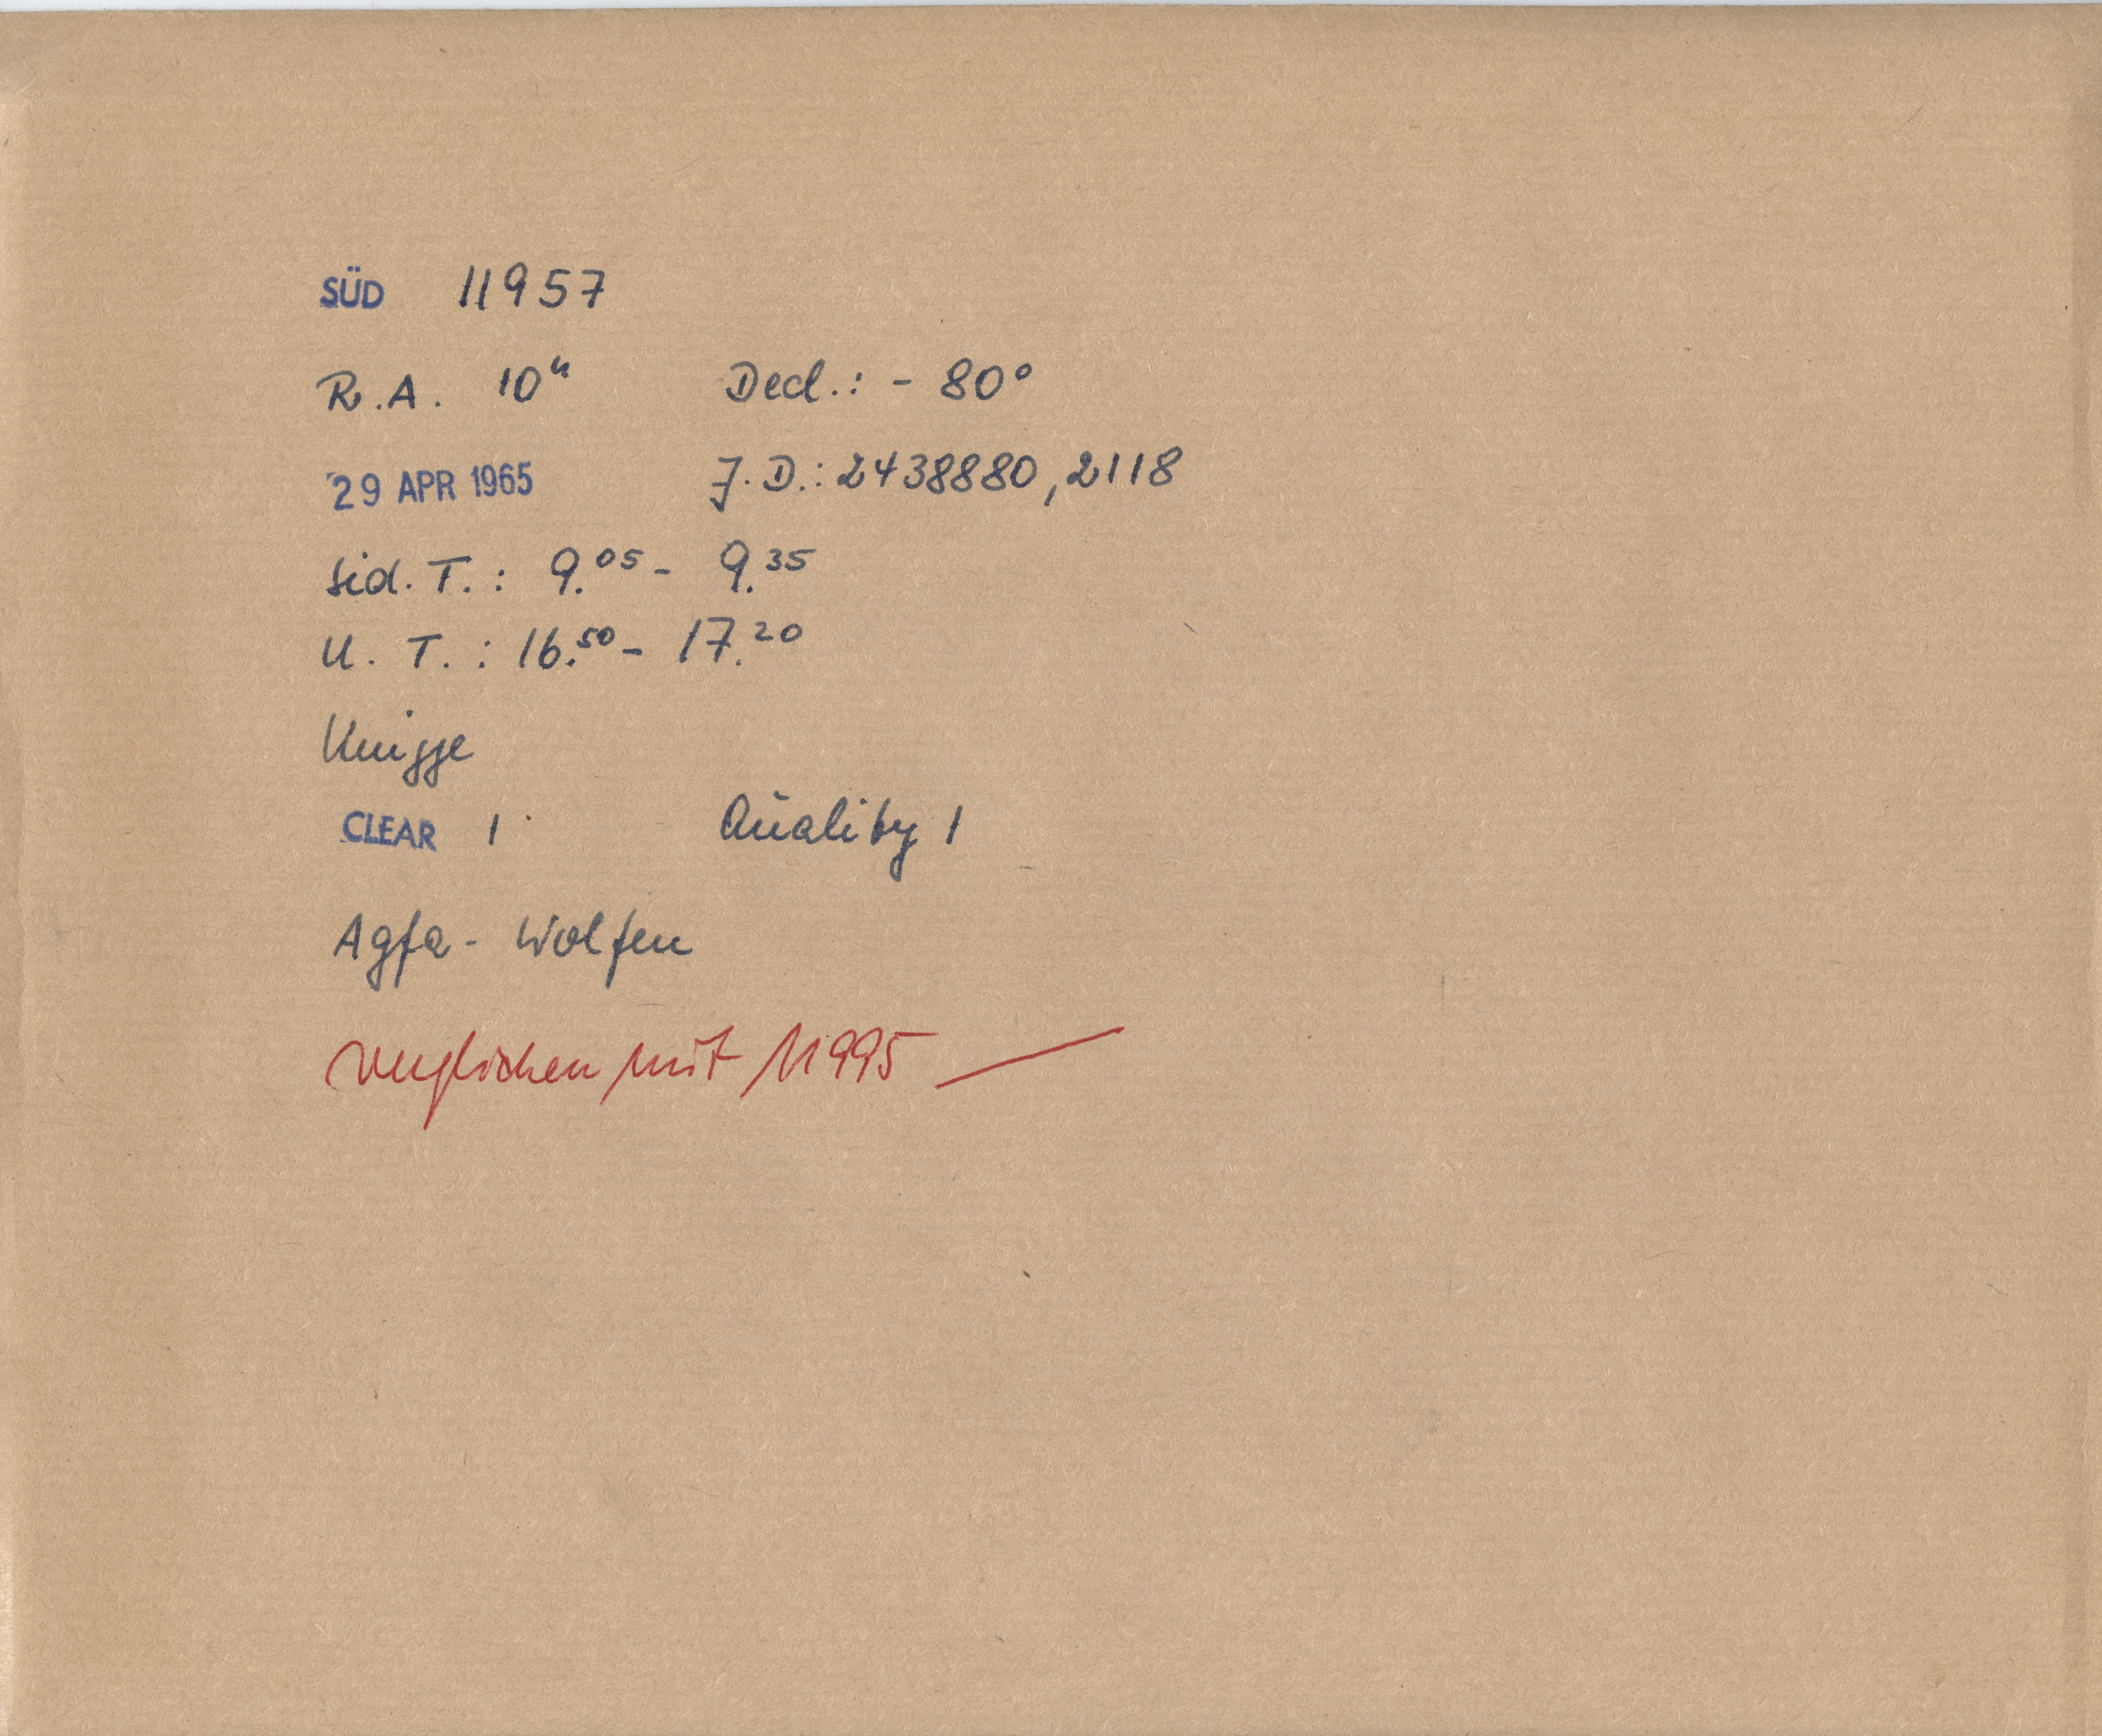 SÜD 11957
R.A. 10ʰ Decl.: - 80°
29 APR 1965 J.D.: 2438880,2118
Sid. T.: 9.⁰⁵ - 9.³⁵
U. T.: 16.⁵⁰ - 17.²⁰
Knigge
CLEAR 1 Quality 1
Agfa - Wolfen
verglichen mit 11995 —